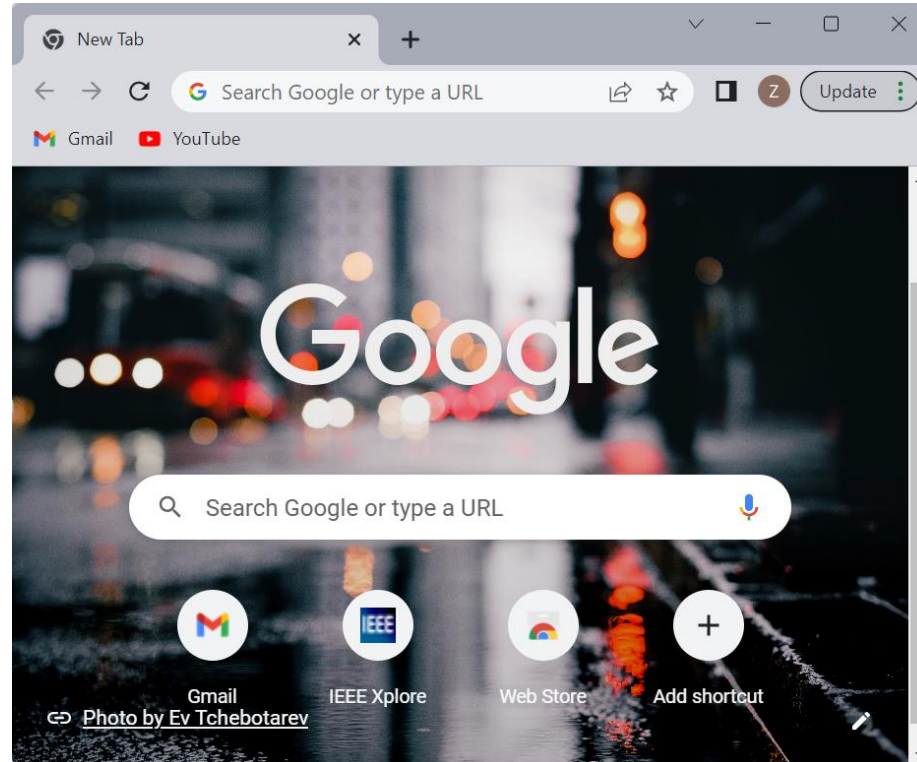 New Tab
Search Google or type a URL
Z
Update
Gmail YouTube
Google
Search Google or type a URL
IEEE
Gmail IEEE Xplore Web Store Add shortcut
Photo by Ev Tchebotarev